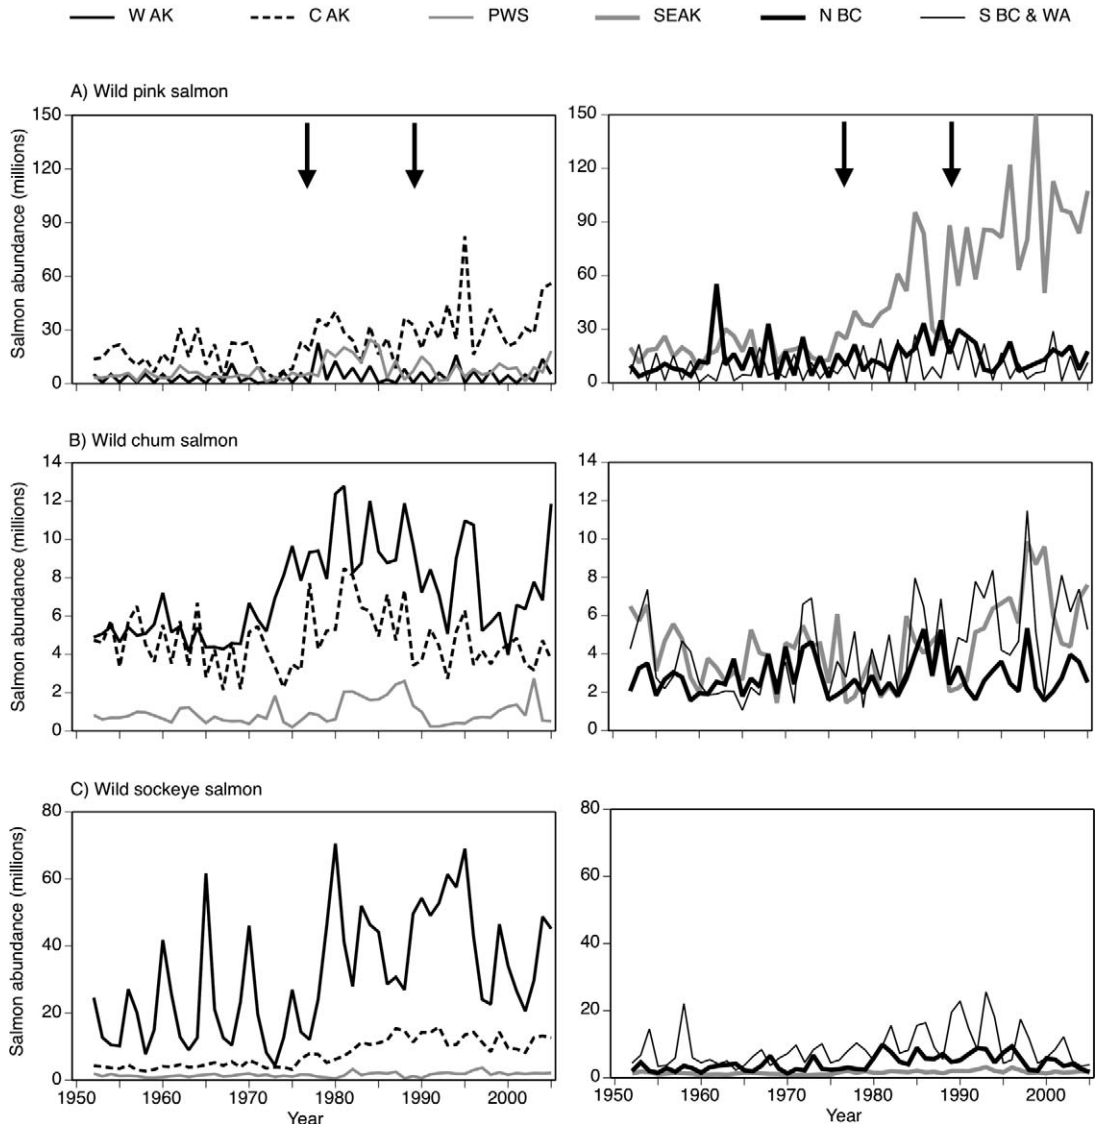 W AK C AK PWS SEAK N BC S BC & WA
A) Wild pink salmon
150 150
120 120
90 90
60 60
30 30
0 0
Salmon abundance (millions)
B) Wild chum salmon
14 14
12 12
10 10
8 8
6 6
4 4
2 2
0 0
Salmon abundance (millions)
C) Wild sockeye salmon
80 80
60 60
40 40
20 20
0 0
Salmon abundance (millions)
1950 1960 1970 1980 1990 2000 1950 1960 1970 1980 1990 2000
Year Year